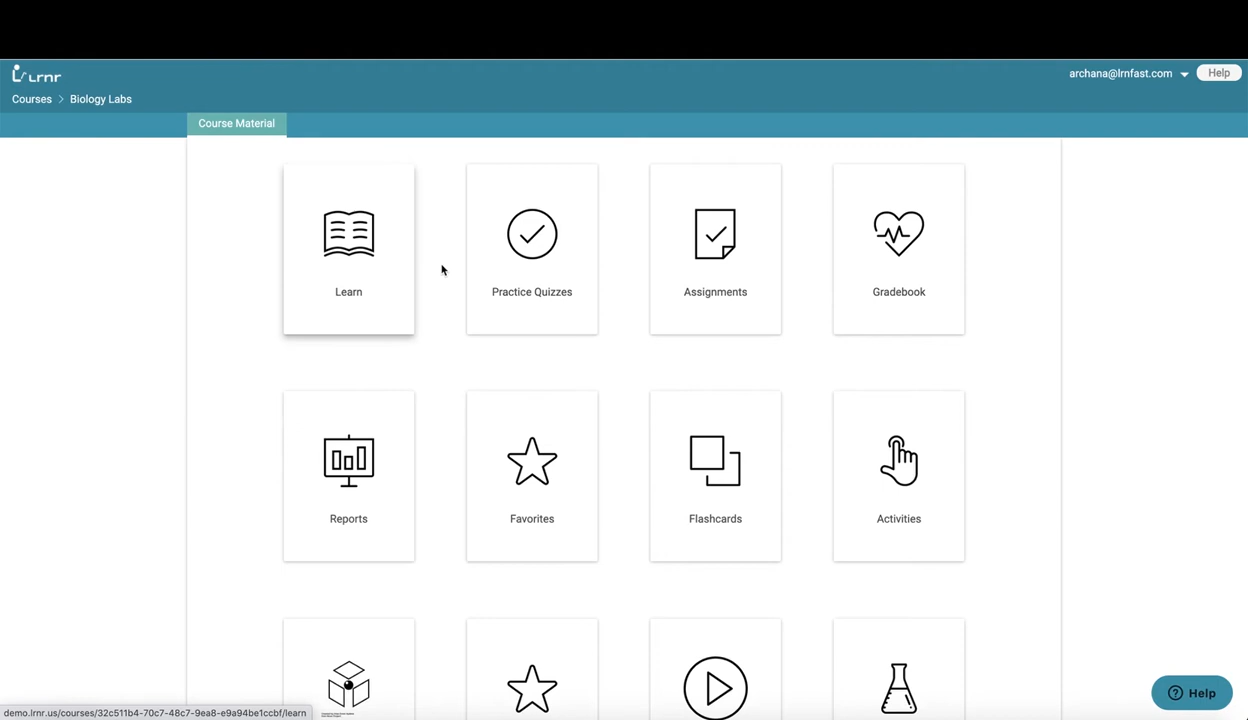 Lrnr
archana@lrnfast.com
Help
Courses > Biology Labs
Course Material
Learn
Practice Quizzes
Assignments
Gradebook
Reports
Favorites
Flashcards
Activities
Help
demo.lrnr.us/courses/32c511b4-70c7-48c7-9ea8-e9a94be1ccbf/learn